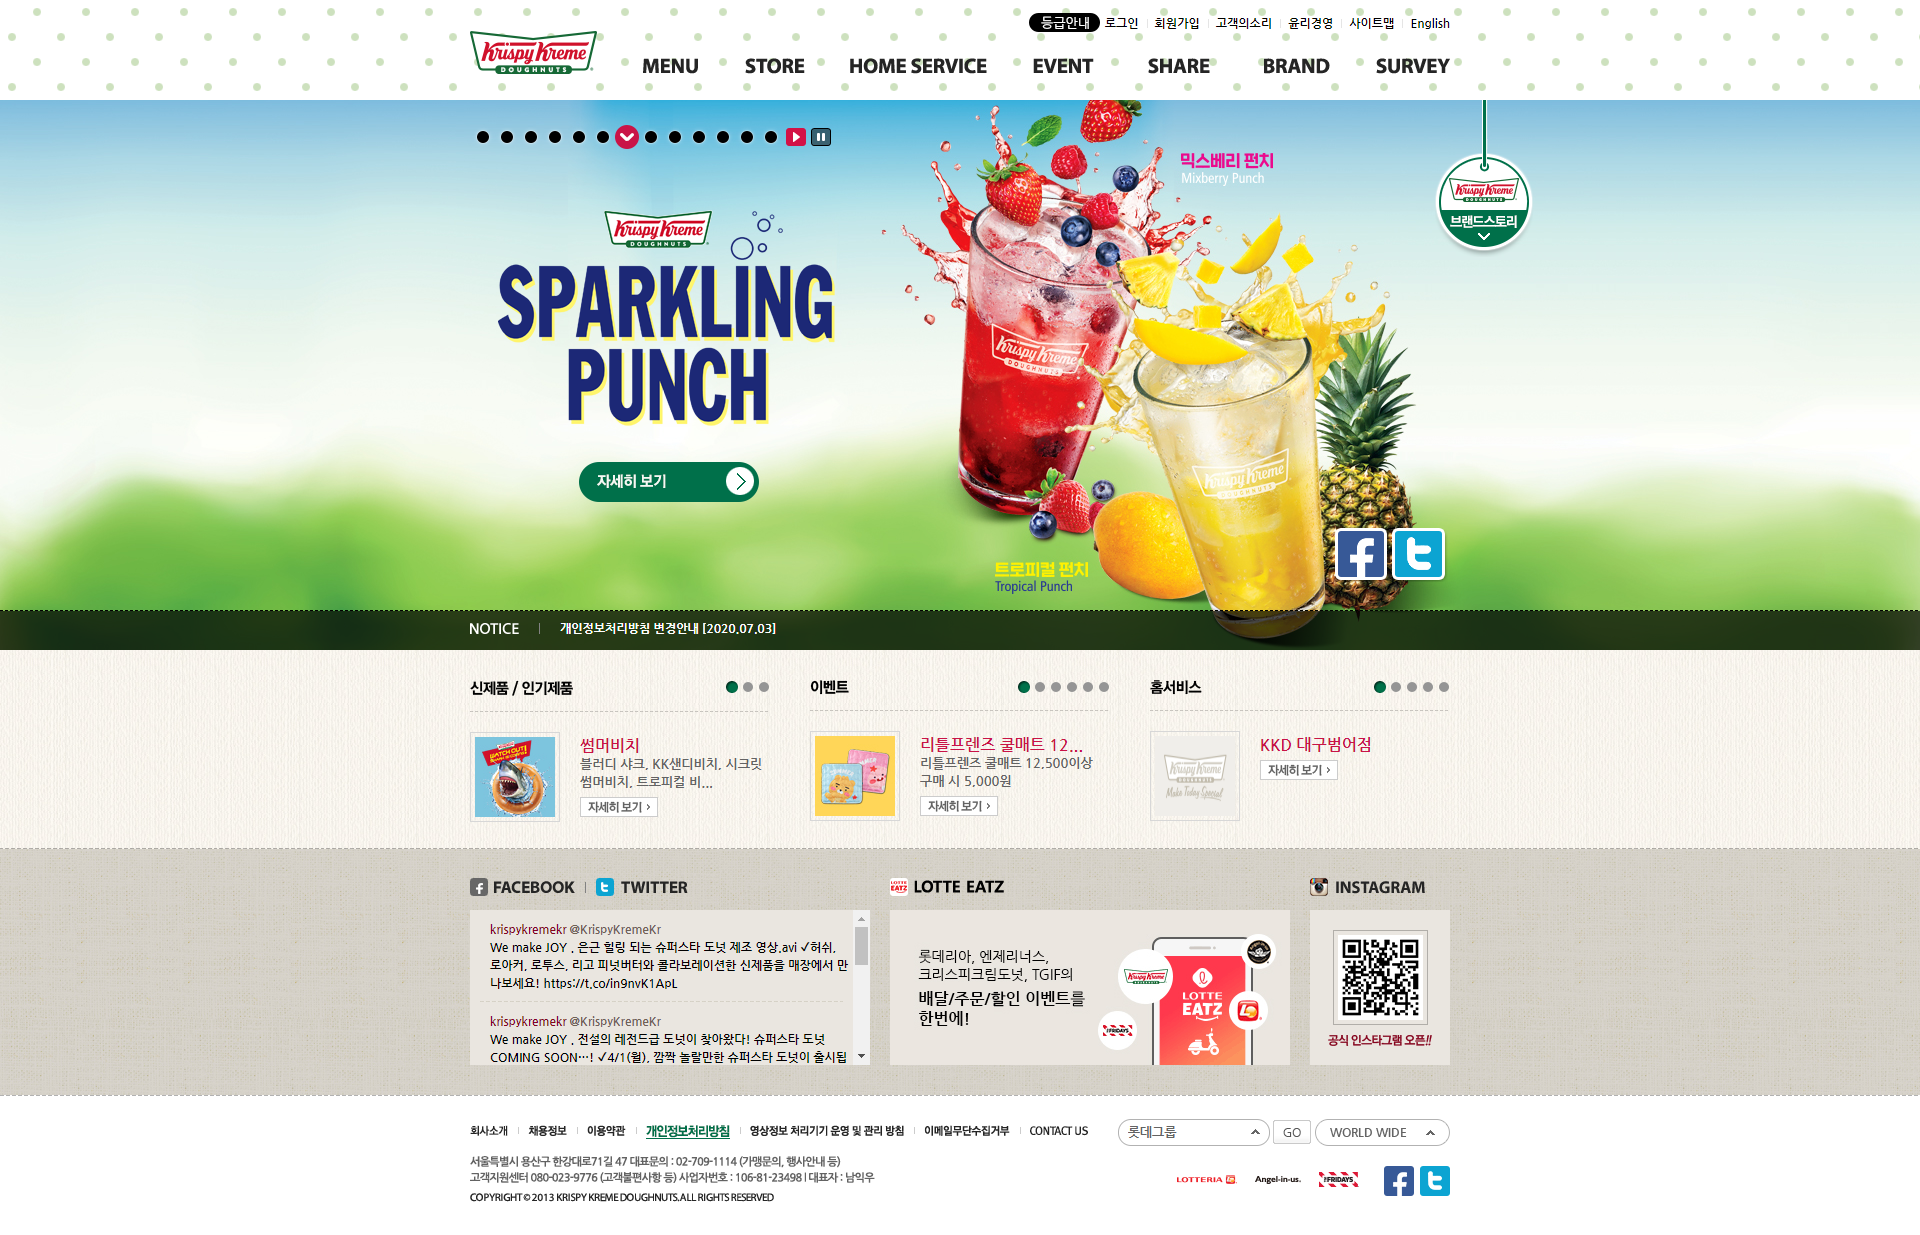 등급안내 로그인 회원가입 고객의소리 윤리경영 사이트맵 English
Krispy Kreme
DOUGHNUTS
MENU STORE HOME SERVICE EVENT SHARE BRAND SURVEY
믹스베리 펀치
Mixberry Punch
Krispy Kreme
DOUGHNUTS
브랜드스토리
Krispy Kreme
DOUGHNUTS
SPARKLING
PUNCH
Krispy Kreme
DOUGHNUTS
Krispy Kreme
DOUGHNUTS
자세히 보기
트로피컬 펀치
Tropical Punch
NOTICE 개인정보처리방침 변경안내 [2020.07.03]
신제품 / 인기제품
이벤트
홈서비스
WATCH OUT!
썸머비치
블러디 샤크, KK샌디비치, 시크릿
썸머비치, 트로피컬 비...
자세히 보기
리틀프렌즈 쿨매트 12...
리틀프렌즈 쿨매트 12,500이상
구매 시 5,000원
자세히 보기
Krispy Kreme
DOUGHNUTS
Make Today Special
KKD 대구범어점
자세히 보기
FACEBOOK TWITTER
LOTTE EATZ LOTTE EATZ
INSTAGRAM
krispykremekr @KrispyKremeKr
We make JOY . 은근 힐링 되는 슈퍼스타 도넛 제조 영상.avi ✓허쉬,
로아커, 로투스, 리고 피넛버터와 콜라보레이션한 신제품을 매장에서 만
나보세요! https://t.co/in9nvK1ApL
krispykremekr @KrispyKremeKr
We make JOY . 전설의 레전드급 도넛이 찾아왔다! 슈퍼스타 도넛
COMING SOON…! ✓4/1(월), 깜짝 놀랄만한 슈퍼스타 도넛이 출시됩
롯데리아, 엔제리너스,
크리스피크림도넛, TGIF의
배달/주문/할인 이벤트를
한번에!
Krispy Kreme
DOUGHNUTS
LOTTE
EATZ
FRIDAYS
공식 인스타그램 오픈!!
회사소개 채용정보 이용약관 개인정보처리방침 영상정보 처리기기 운영 및 관리 방침 이메일무단수집거부 CONTACT US
롯데그룹 GO WORLD WIDE
서울특별시 용산구 한강대로71길 47 대표문의 : 02-709-1114 (가맹문의, 행사안내 등)
고객지원센터 080-023-9776 (고객불편사항 등) 사업자번호 : 106-81-23498 | 대표자 : 남익우
COPYRIGHT © 2013 KRISPY KREME DOUGHNUTS.ALL RIGHTS RESERVED
LOTTERIA Angel-in-us. FRIDAYS